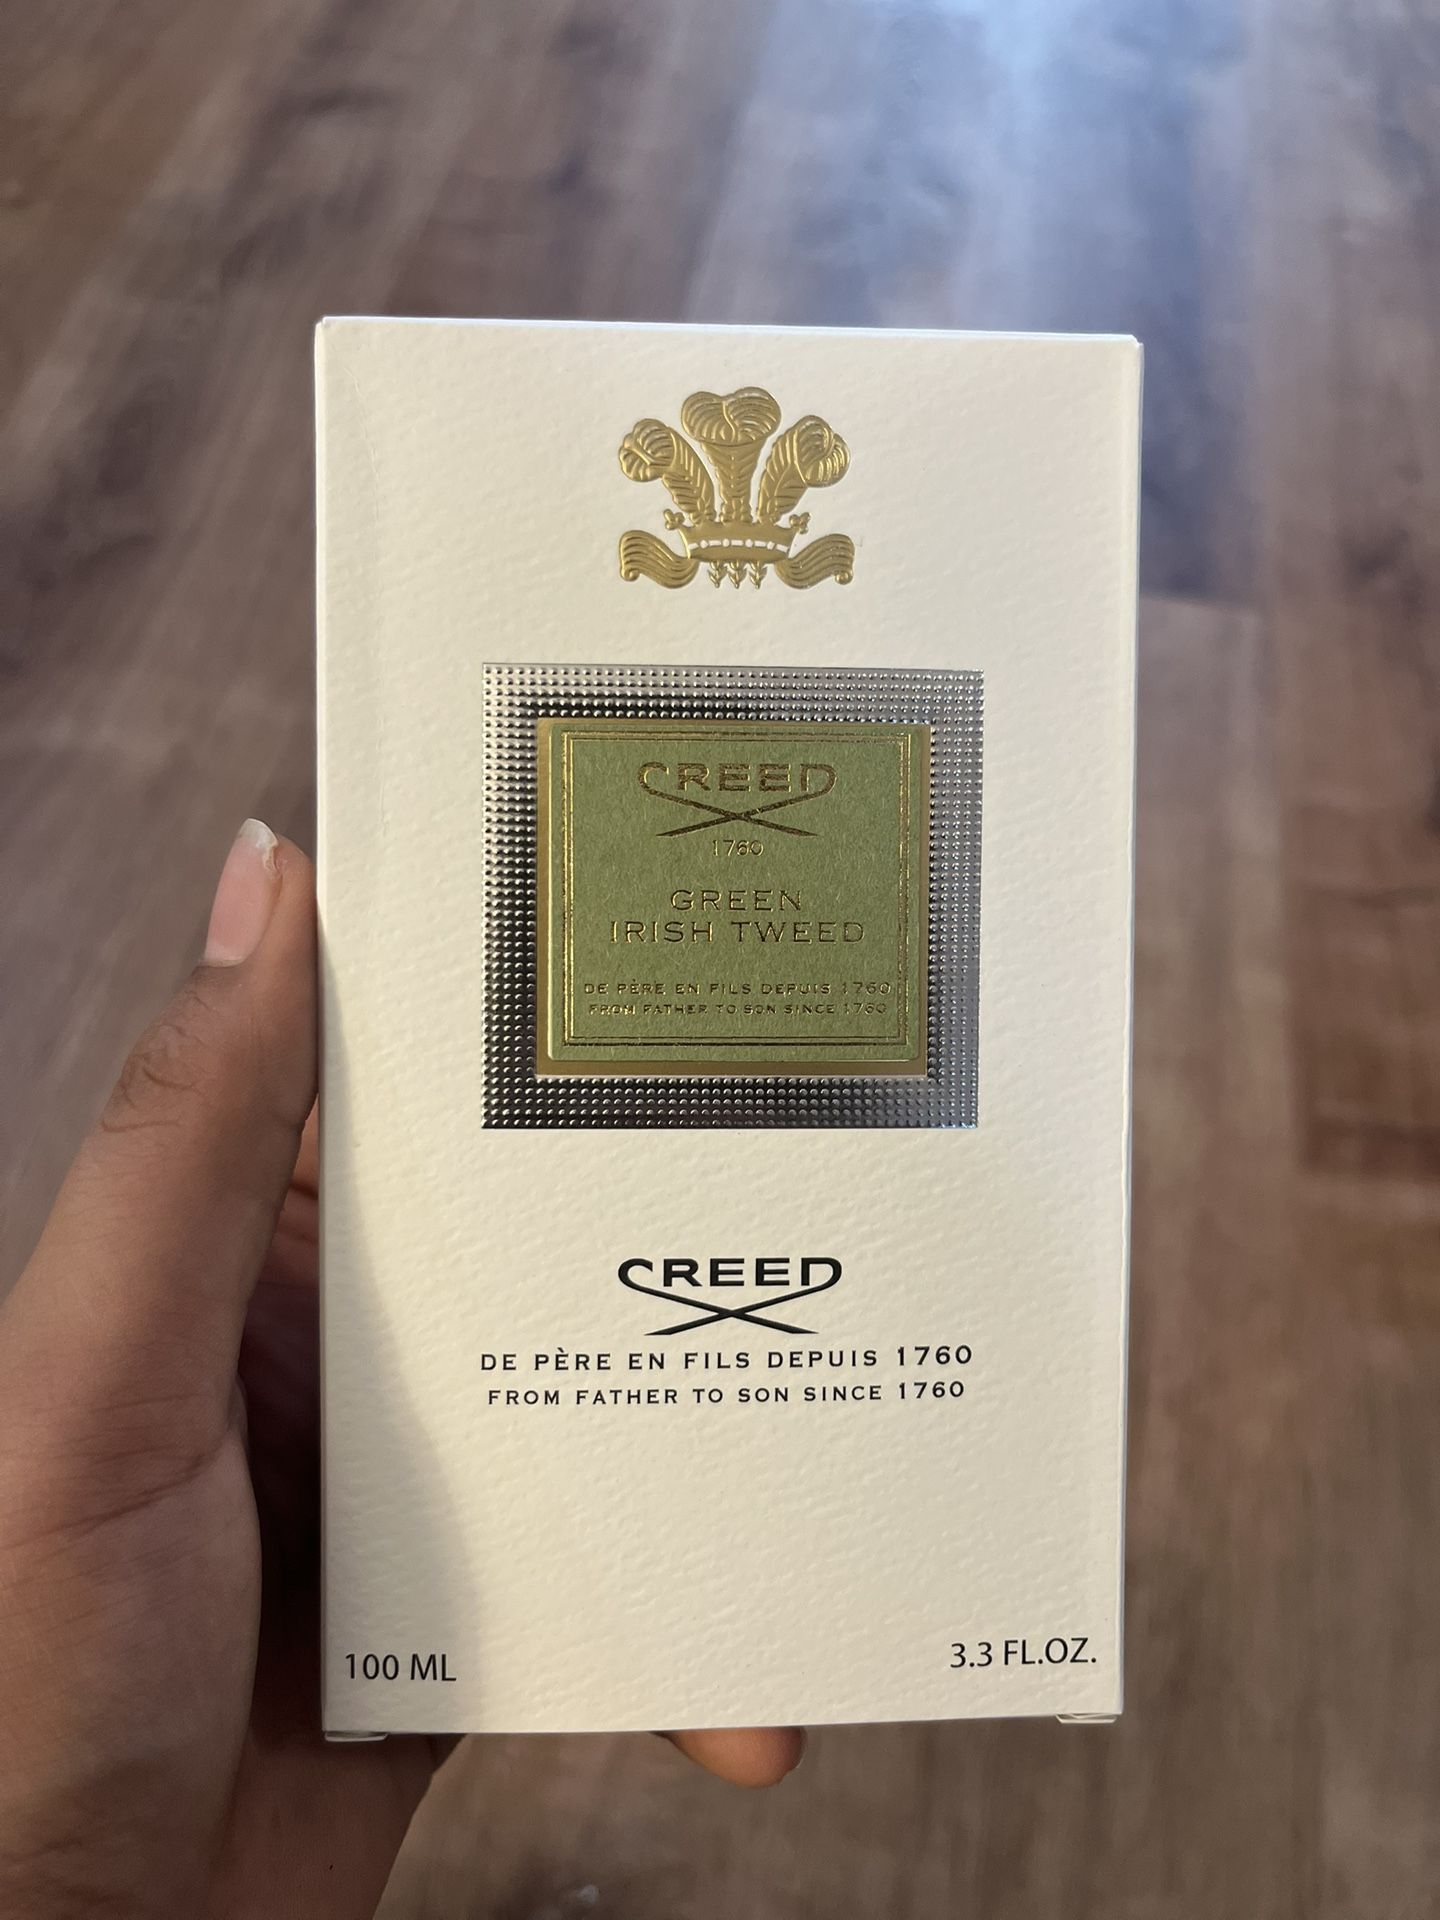 CREED
1760
GREEN
IRISH TWEED
DE PÈRE EN FILS DEPUIS 1760
FROM FATHER TO SON SINCE 1760
CREED
DE PÈRE EN FILS DEPUIS 1760
FROM FATHER TO SON SINCE 1760
100 ML
3.3 FL.OZ.